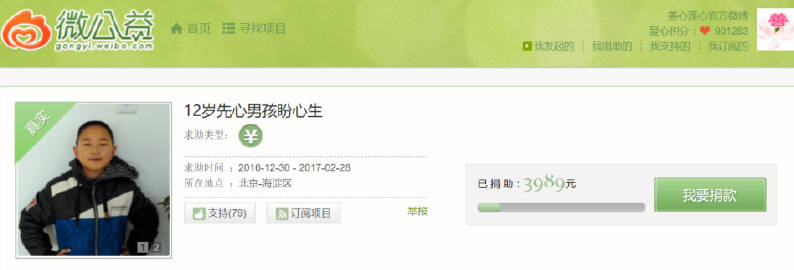 微公益
gongyi.weibo.com
首页 寻找项目
善心莲心官方微博
爱心积分：901263
我发起的 我捐助的 我支持的 我订阅的
善
真实
12岁先心男孩盼心生
求助类型： ¥
求助时间：2016-12-30 - 2017-02-28
所在地点：北京-海淀区
支持(79) 订阅项目 举报
1 2
已捐助：3989元
我要捐款